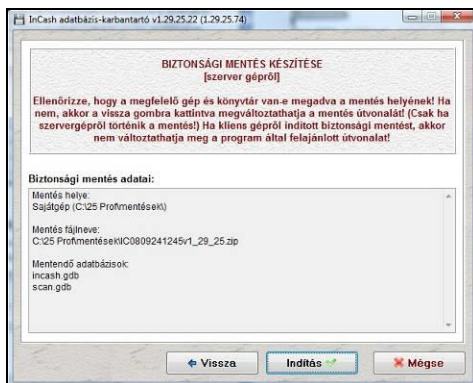 InCash adatbázis-karbantartó v1.29.25.22 (1.29.25.74)
BIZTONSÁGI MENTÉS KÉSZÍTÉSE
[szerver gépről]
Ellenőrizze, hogy a megfelelő gép és könyvtár van-e megadva a mentés helyének! Ha
nem, akkor a vissza gombra kattintva megváltoztathatja a mentés útvonalát! (Csak ha
szervergépről történik a mentés!) Ha kliens gépről indított biztonsági mentést, akkor
nem változtathatja meg a program által felajánlott útvonalat!
Biztonsági mentés adatai:
Mentés helye:
Sajátgép (C:\25 Prof\mentések\)
Mentés fájlneve:
C:\25 Prof\mentések\IC0809241245v1_29_25.zip
Mentendő adatbázisok:
incash.gdb
scan.gdb
Vissza
Indítás
Mégse